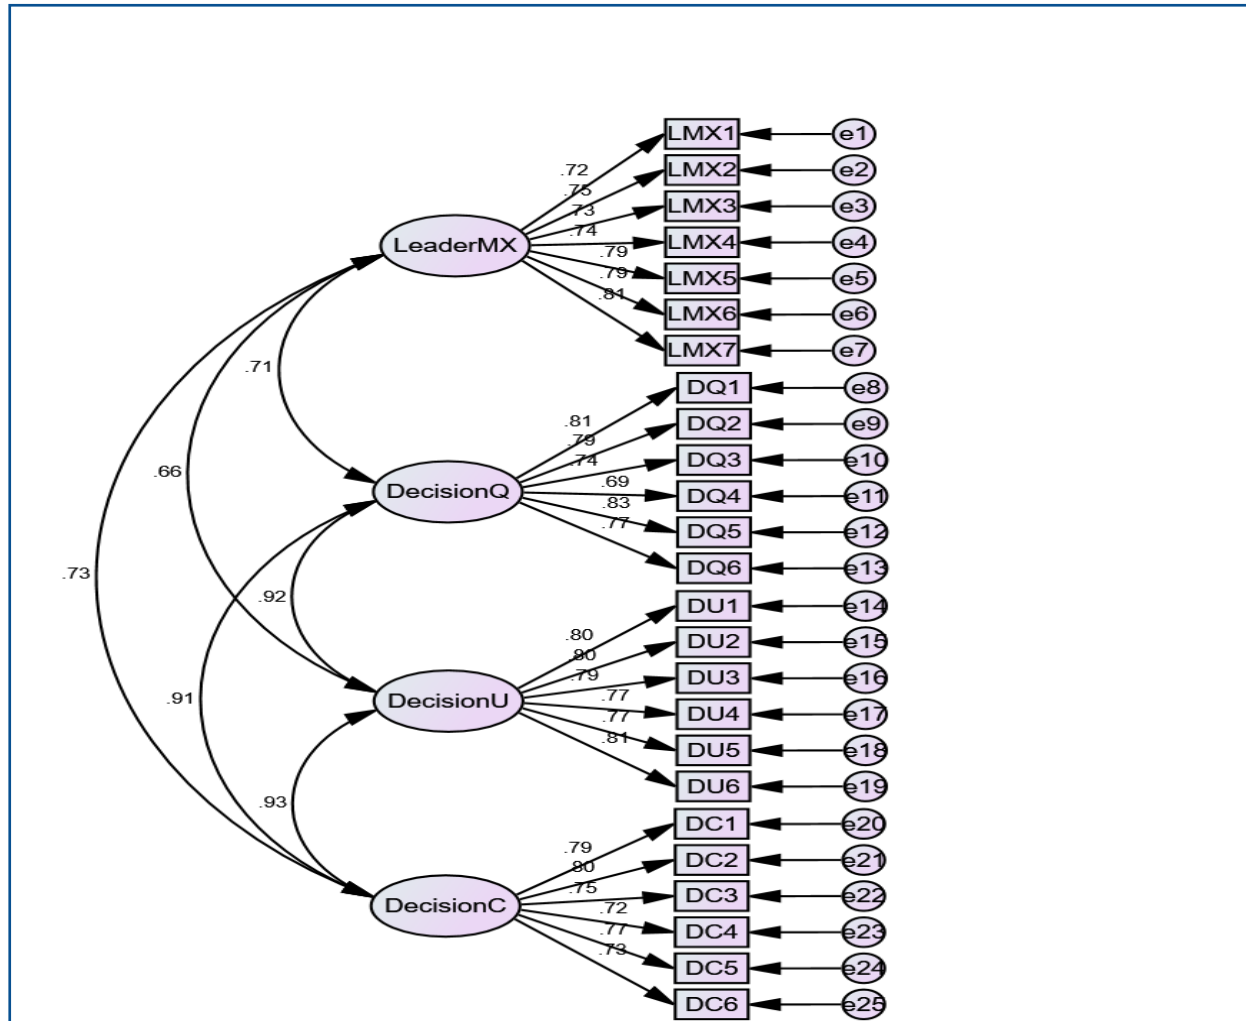 LMX1 e1
.72
LMX2 e2
.75
LMX3 e3
.73
.74
LeaderMX
LMX4 e4
.79
LMX5 e5
.79
.81
LMX6 e6
LMX7 e7
.71
DQ1 e8
.81
DQ2 e9
.79
.74
DQ3 e10
.66
.69
DecisionQ
DQ4 e11
.83
.77
DQ5 e12
DQ6 e13
.73
.92
DU1 e14
.80
DU2 e15
.80
.79
DU3 e16
.91
.77
DecisionU
DU4 e17
.77
.81
DU5 e18
DU6 e19
.93
DC1 e20
.79
DC2 e21
.80
.75
DC3 e22
.72
DecisionC
DC4 e23
.77
.73
DC5 e24
DC6 e25